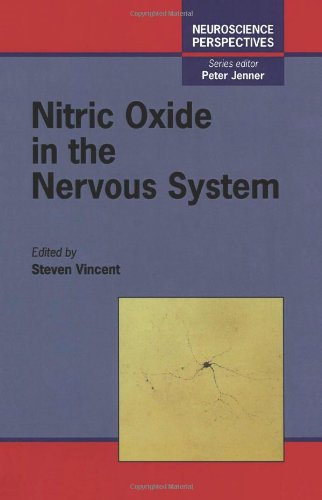 NEUROSCIENCE
PERSPECTIVES
Series editor
Peter Jenner
Nitric Oxide
in the
Nervous System
Edited by
Steven Vincent